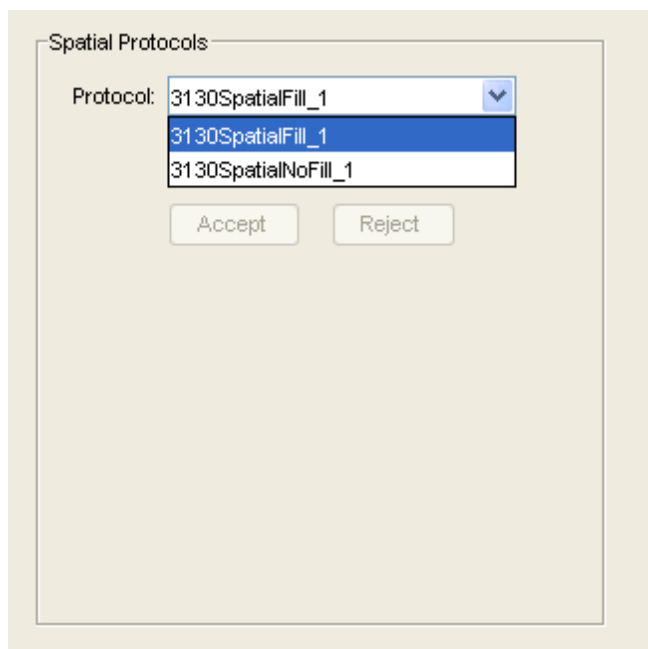 Spatial Protocols
Protocol: 3130SpatialFill_1
3130SpatialFill_1
3130SpatialNoFill_1
Accept Reject